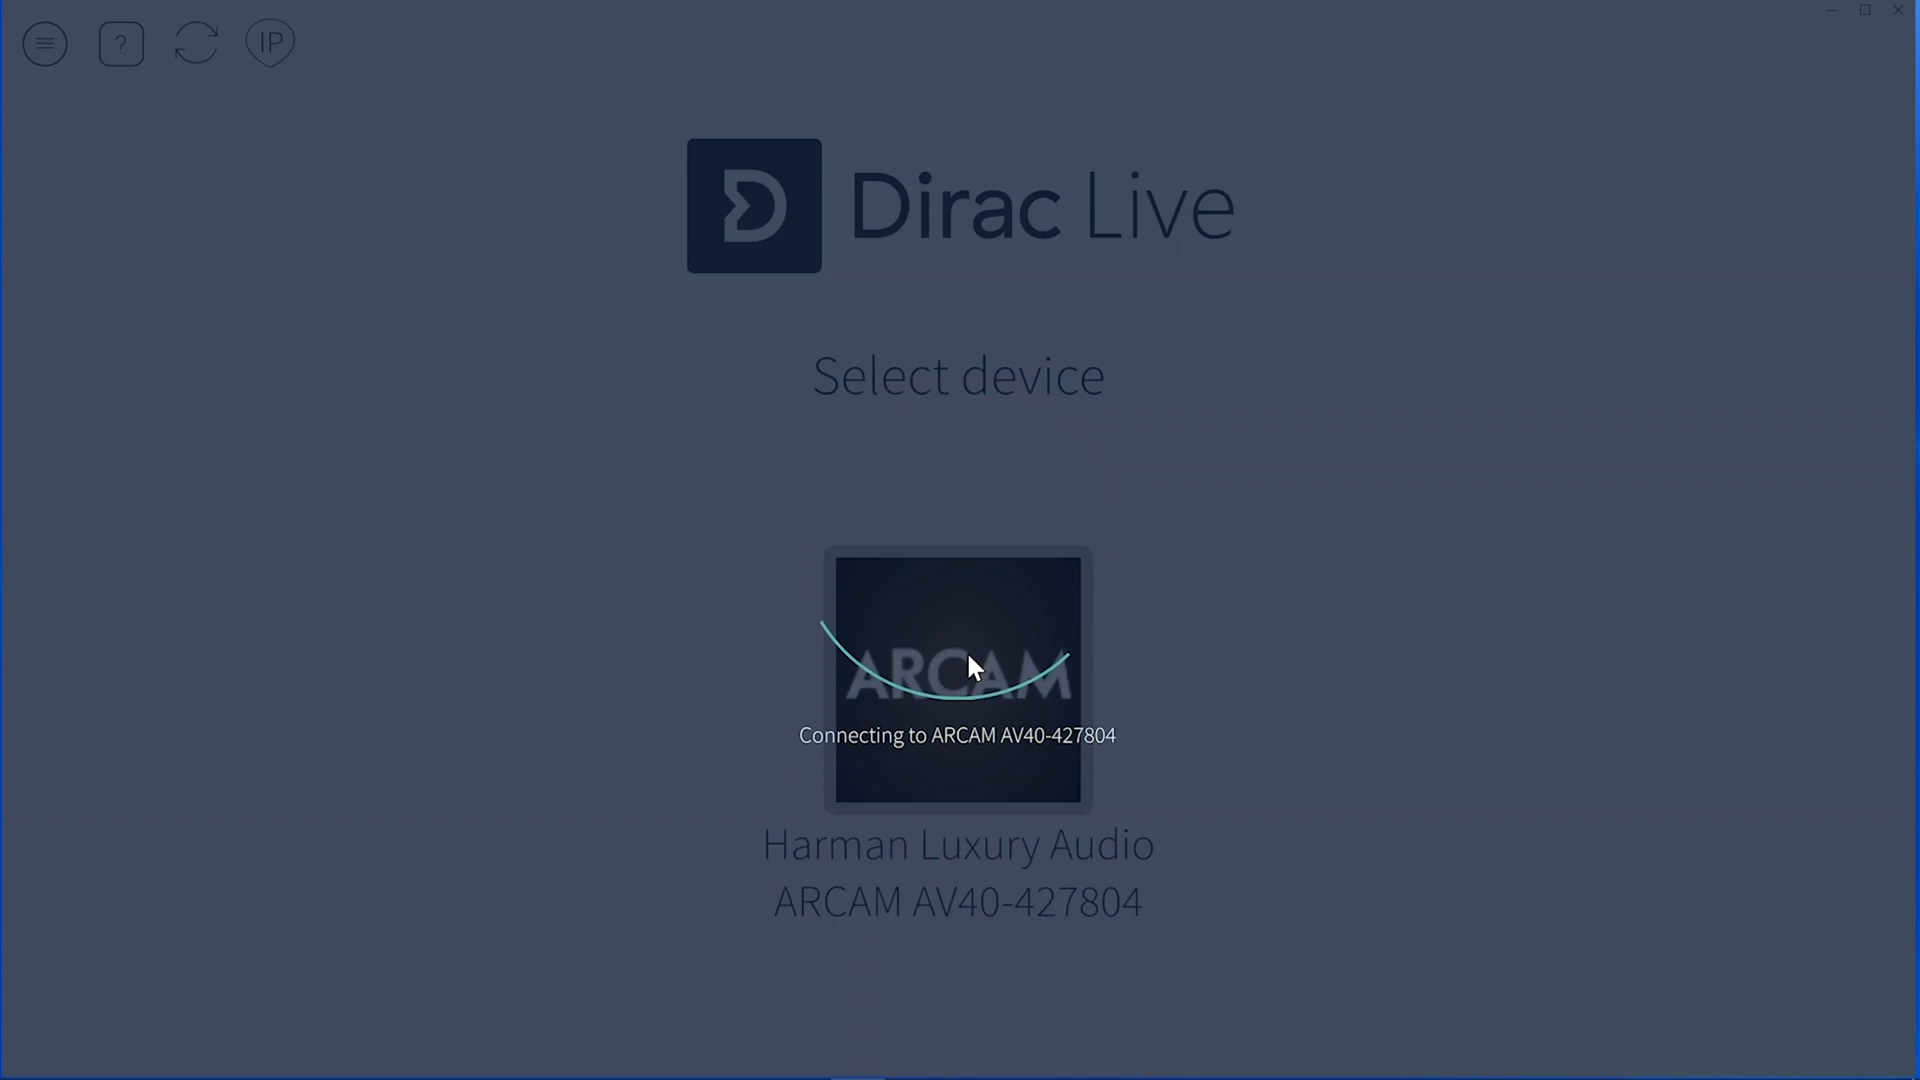 ? IP
Dirac Live
Select device
ARCAM
Connecting to ARCAM AV40-427804
Harman Luxury Audio
ARCAM AV40-427804